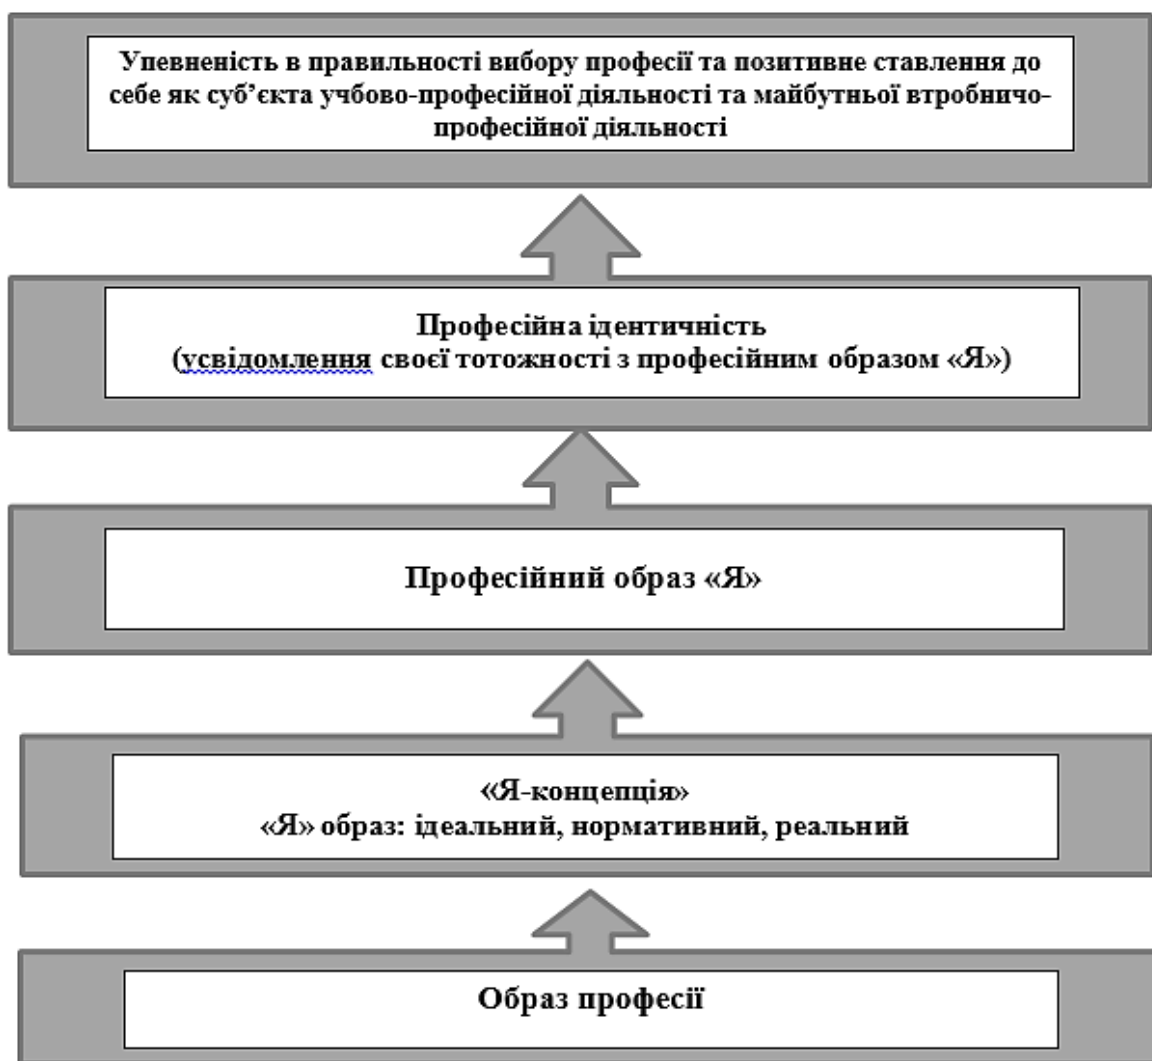 Упевненість в правильності вибору професії та позитивне ставлення до
себе як суб’єкта учбово-професійної діяльності та майбутньої втробничо-
професійної діяльності
Професійна ідентичність
(усвідомлення своєї тотожності з професійним образом «Я»)
Професійний образ «Я»
«Я-концепція»
«Я» образ: ідеальний, нормативний, реальний
Образ професії